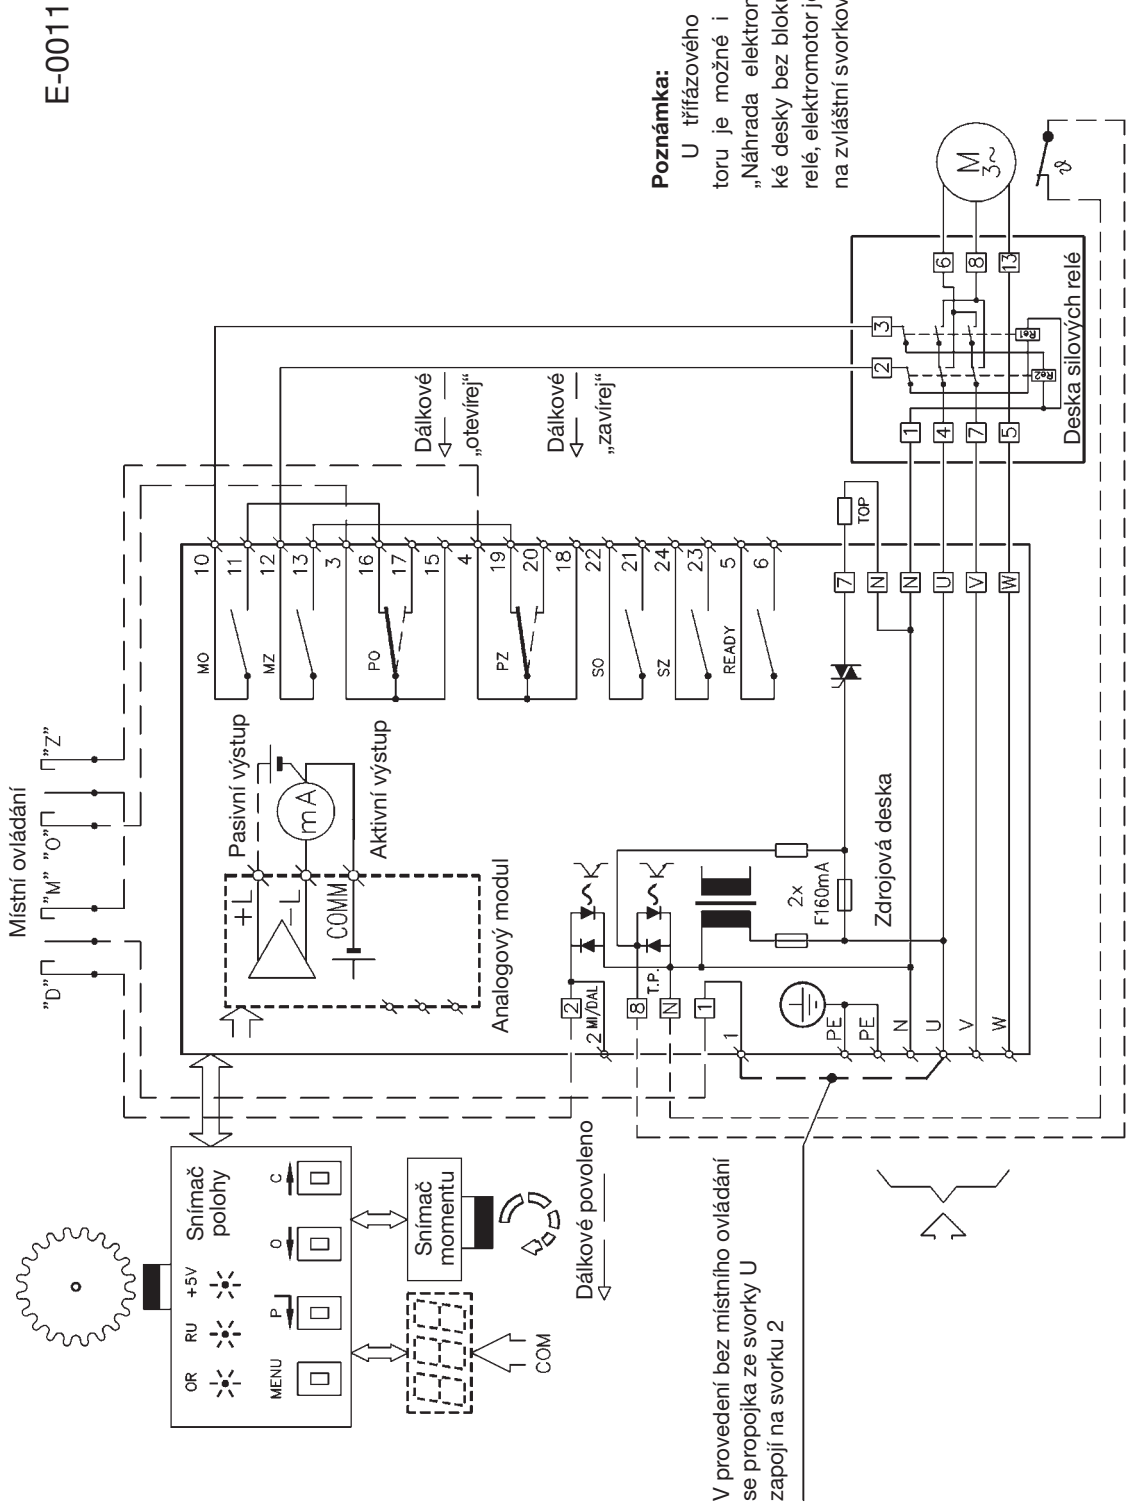 E-0011
Poznámka:
U třífázového
toru je možné i
„Náhrada elektron
ké desky bez bloku
relé, elektromotor j
na zvláštní svorkov
Místní ovládání
"D" "M" "O" "Z"
Dálkové
„otevírej“
Dálkové
„zavírej“
10
11
12
13
3
16
17
15
4
19
20
18
22
21
24
23
5
6
MO
MZ
PO
PZ
SO
SZ
READY
Pasivní výstup
+L
-L
COMM
mA
Aktivní výstup
Analogový modul
2
2 MI/DAL
8
T.P.
N
1
1
2x
F160mA
Zdrojová deska
7
N
N
U
V
W
TOP
PE
PE
N
U
V
W
3
2
1
4
7
5
6
8
13
Re1
Re2
Deska silových relé
M
3~
ϑ
Snímač
polohy
OR RU +5V
MENU P O C
Snímač
momentu
COM
Dálkové povoleno
V provedení bez místního ovládání
se propojka ze svorky U
zapojí na svorku 2